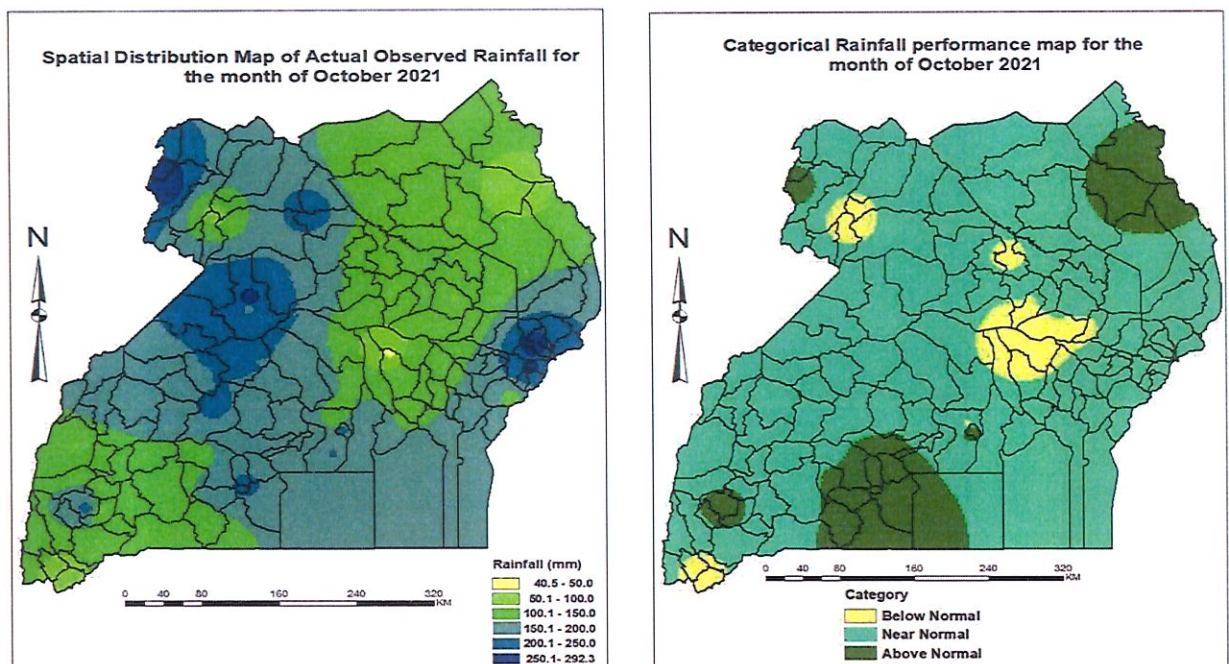 Spatial Distribution Map of Actual Observed Rainfall for
the month of October 2021
N
Rainfall (mm)
40.5 - 50.0
50.1 - 100.0
100.1 - 150.0
150.1 - 200.0
200.1 - 250.0
250.1- 292.3
0 40 80 160 240 320
KM
Categorical Rainfall performance map for the
month of October 2021
N
0 40 80 160 240 320
KM
Category
Below Normal
Near Normal
Above Normal